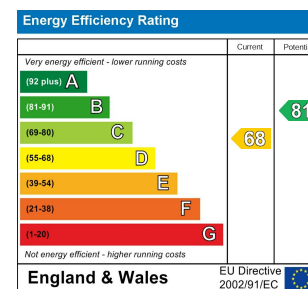 Energy Efficiency Rating
Current Potenti
Very energy efficient - lower running costs
(92 plus) A
(81-91) B
81
(69-80) C
68
(55-68) D
(39-54) E
(21-38) F
(1-20) G
Not energy efficient - higher running costs
England & Wales
EU Directive
2002/91/EC